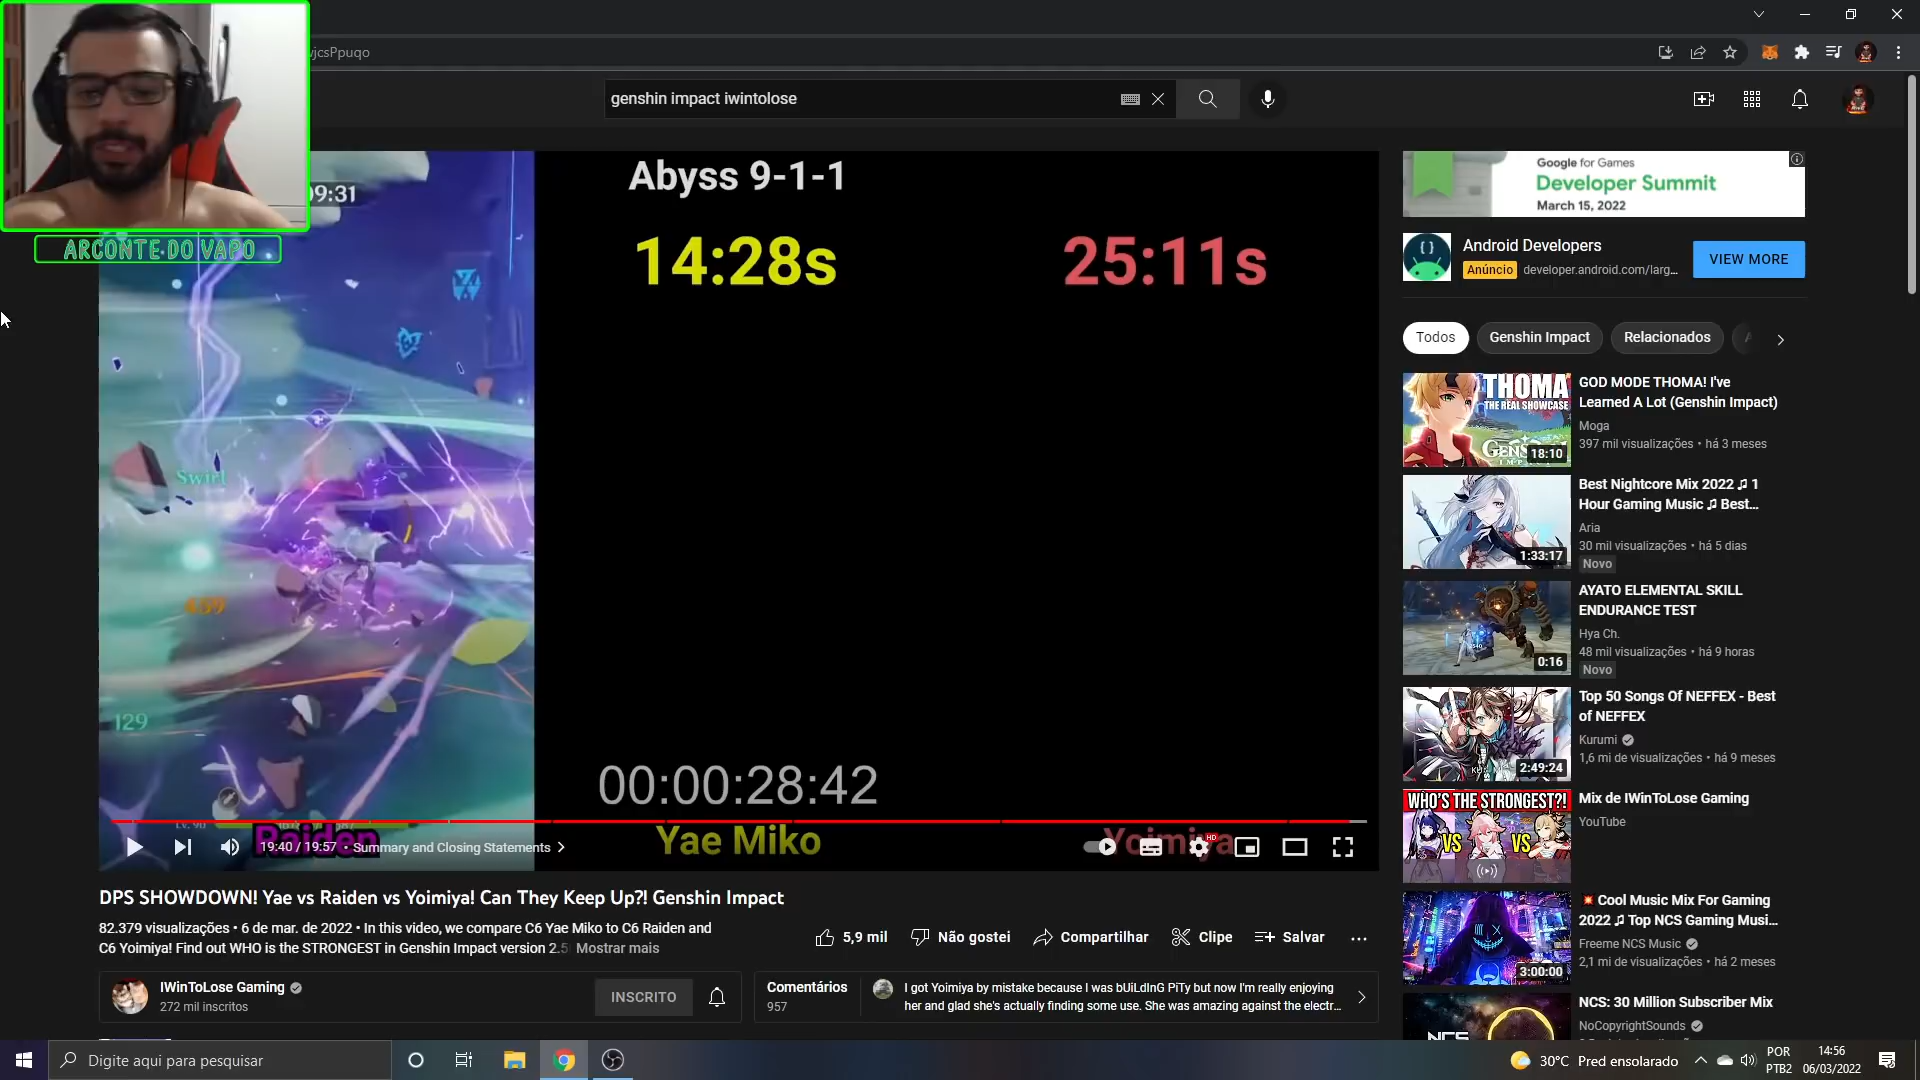 jcsPpuqo
genshin impact iwintolose
ARCONTE DO VAPO
09:31
Abyss 9-1-1
14:28s
25:11s
Swirl
459
129
00:00:28:42
Raiden
Yae Miko
Yoimiya
19:40 / 19:57 • Summary and Closing Statements
HD
DPS SHOWDOWN! Yae vs Raiden vs Yoimiya! Can They Keep Up?! Genshin Impact
82.379 visualizações • 6 de mar. de 2022 • In this video, we compare C6 Yae Miko to C6 Raiden and
C6 Yoimiya! Find out WHO is the STRONGEST in Genshin Impact version 2.5 Mostrar mais
5,9 mil
Não gostei
Compartilhar
Clipe
Salvar
IWinToLose Gaming
272 mil inscritos
INSCRITO
Comentários
957
I got Yoimiya by mistake because I was bUiLdInG PiTy but now I'm really enjoying
her and glad she's actually finding some use. She was amazing against the electr...
Google for Games
Developer Summit
March 15, 2022
Android Developers
Anúncio developer.android.com/larg...
VIEW MORE
Todos
Genshin Impact
Relacionados
THOMA
THE REAL SHOWCASE
GENSHIN
IMPACT
18:10
GOD MODE THOMA! I've
Learned A Lot (Genshin Impact)
Moga
397 mil visualizações • há 3 meses
1:33:17
Best Nightcore Mix 2022 ♫ 1
Hour Gaming Music ♫ Best...
Aria
30 mil visualizações • há 5 dias
Novo
0:16
AYATO ELEMENTAL SKILL
ENDURANCE TEST
Hya Ch.
48 mil visualizações • há 9 horas
Novo
2:49:24
Top 50 Songs Of NEFFEX - Best
of NEFFEX
Kurumi
1,6 mi de visualizações • há 9 meses
WHO'S THE STRONGEST?!
VS VS
Mix de IWinToLose Gaming
YouTube
3:00:00
💥 Cool Music Mix For Gaming
2022 ♫ Top NCS Gaming Musi...
Freeme NCS Music
2,1 mi de visualizações • há 2 meses
NCS
NCS: 30 Million Subscriber Mix
NoCopyrightSounds
Digite aqui para pesquisar
30°C Pred ensolarado
POR
PTB2
14:56
06/03/2022